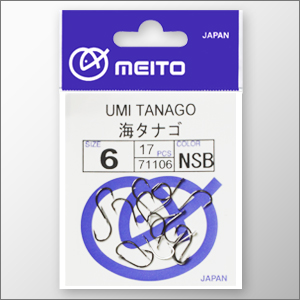 JAPAN
MEITO
UMI TANAGO
海タナゴ
SIZE 6 17 PCS 71106 COLOR NSB
JAPAN